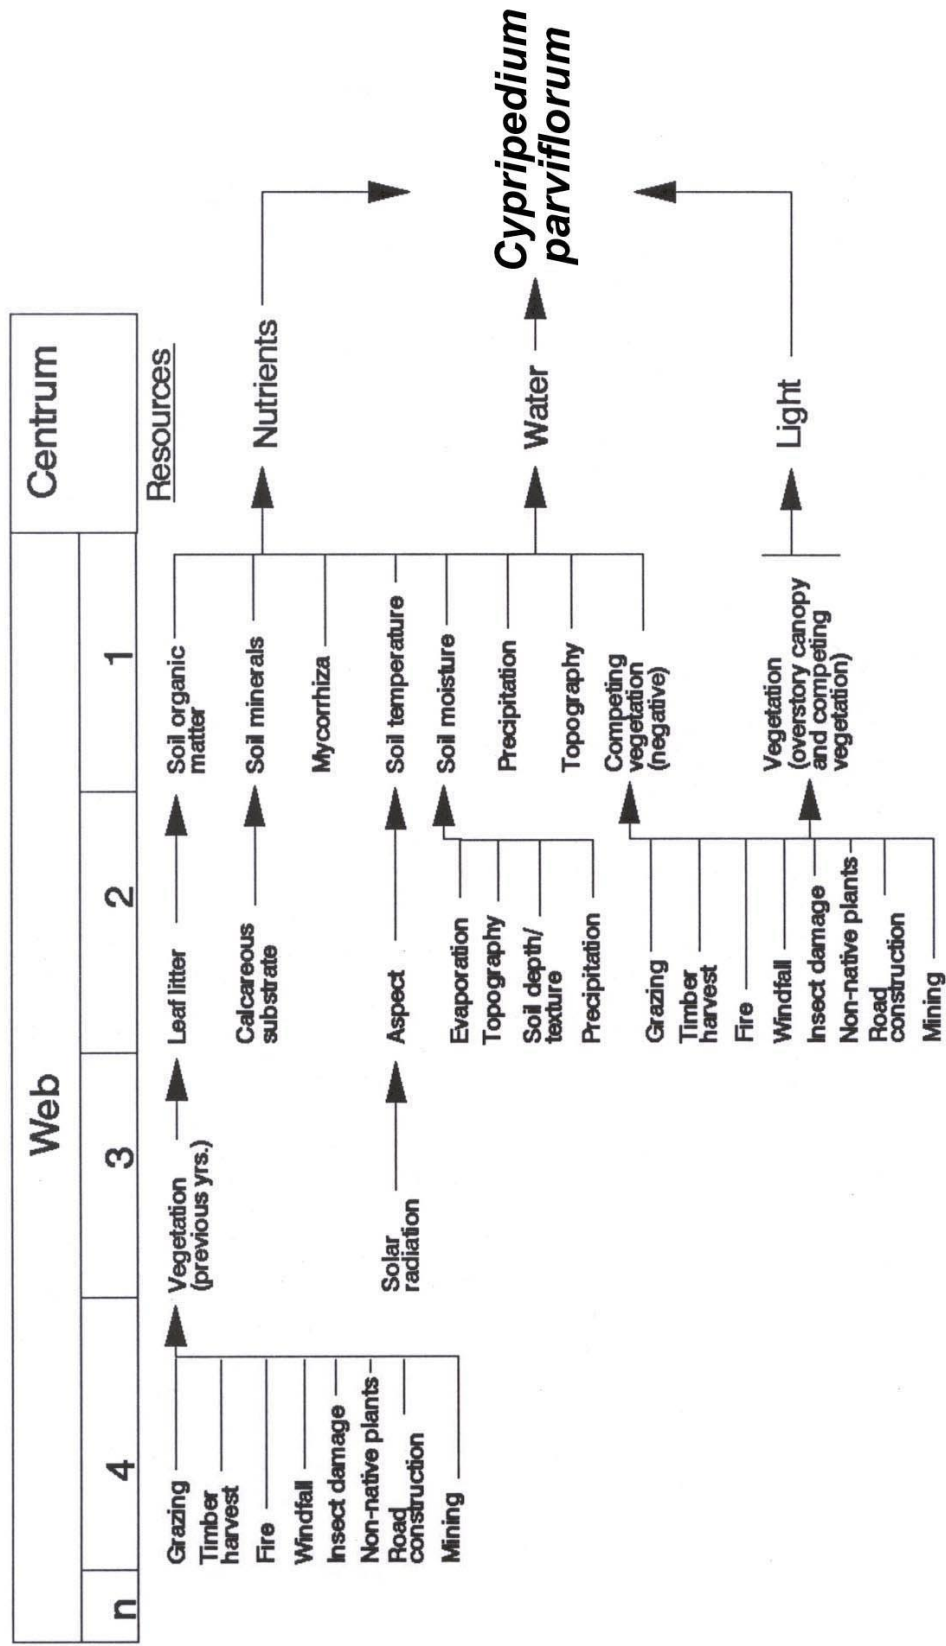 Web
Centrum
n
4
3
2
1
Resources
Grazing
Timber
harvest
Fire
Windfall
Insect damage
Non-native plants
Road
construction
Mining
Vegetation
(previous yrs.)
Solar
radiation
Leaf litter
Calcareous
substrate
Aspect
Evaporation
Topography
Soil depth/
texture
Precipitation
Grazing
Timber
harvest
Fire
Windfall
Insect damage
Non-native plants
Road
construction
Mining
Soil organic
matter
Soil minerals
Mycorrhiza
Soil temperature
Soil moisture
Precipitation
Topography
Competing
vegetation
(negative)
Vegetation
(overstory canopy
and competing
vegetation)
Nutrients
Water
Light
Cypripedium
parviflorum